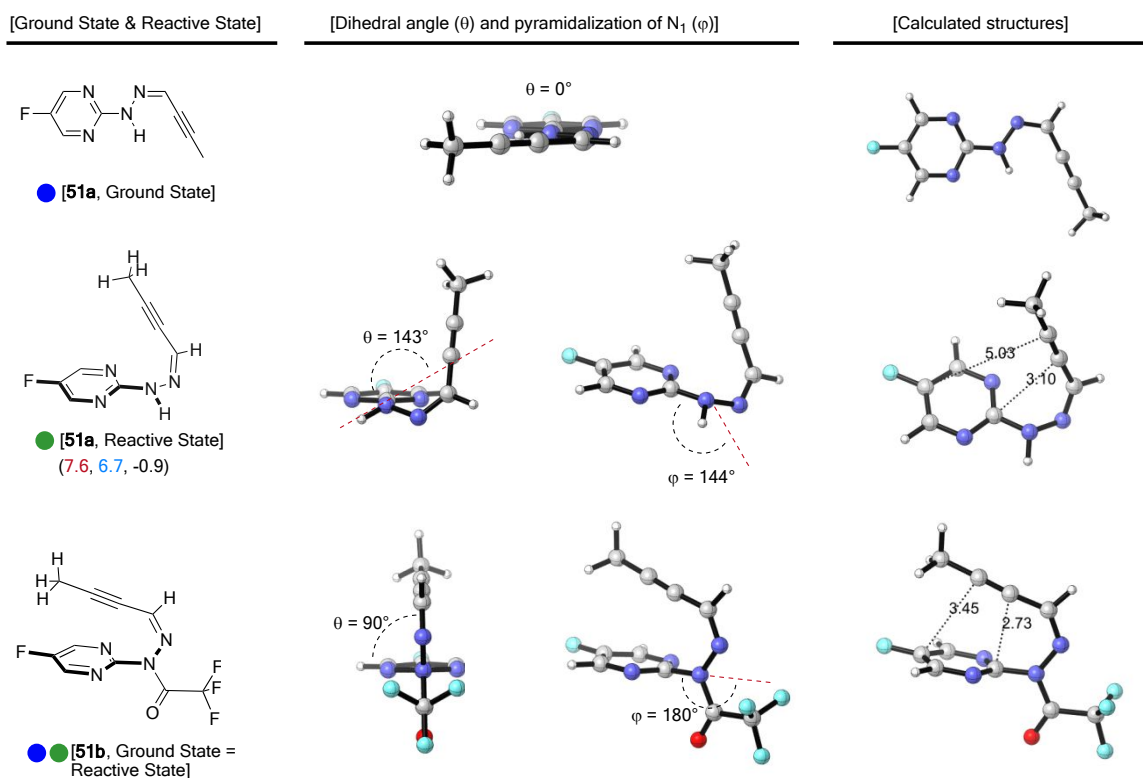 [Ground State & Reactive State]
[Dihedral angle (θ) and pyramidalization of N₁ (φ)]
[Calculated structures]
F
N
N
N
H
N
θ = 0°
[51a, Ground State]
H
H
H
H
F
N
N
N
N
H
θ = 143°
φ = 144°
5.03
3.10
[51a, Reactive State]
(7.6, 6.7, -0.9)
H
H
H
H
F
N
N
N
N
O
F
F
F
θ = 90°
φ = 180°
3.45
2.73
[51b, Ground State =
Reactive State]